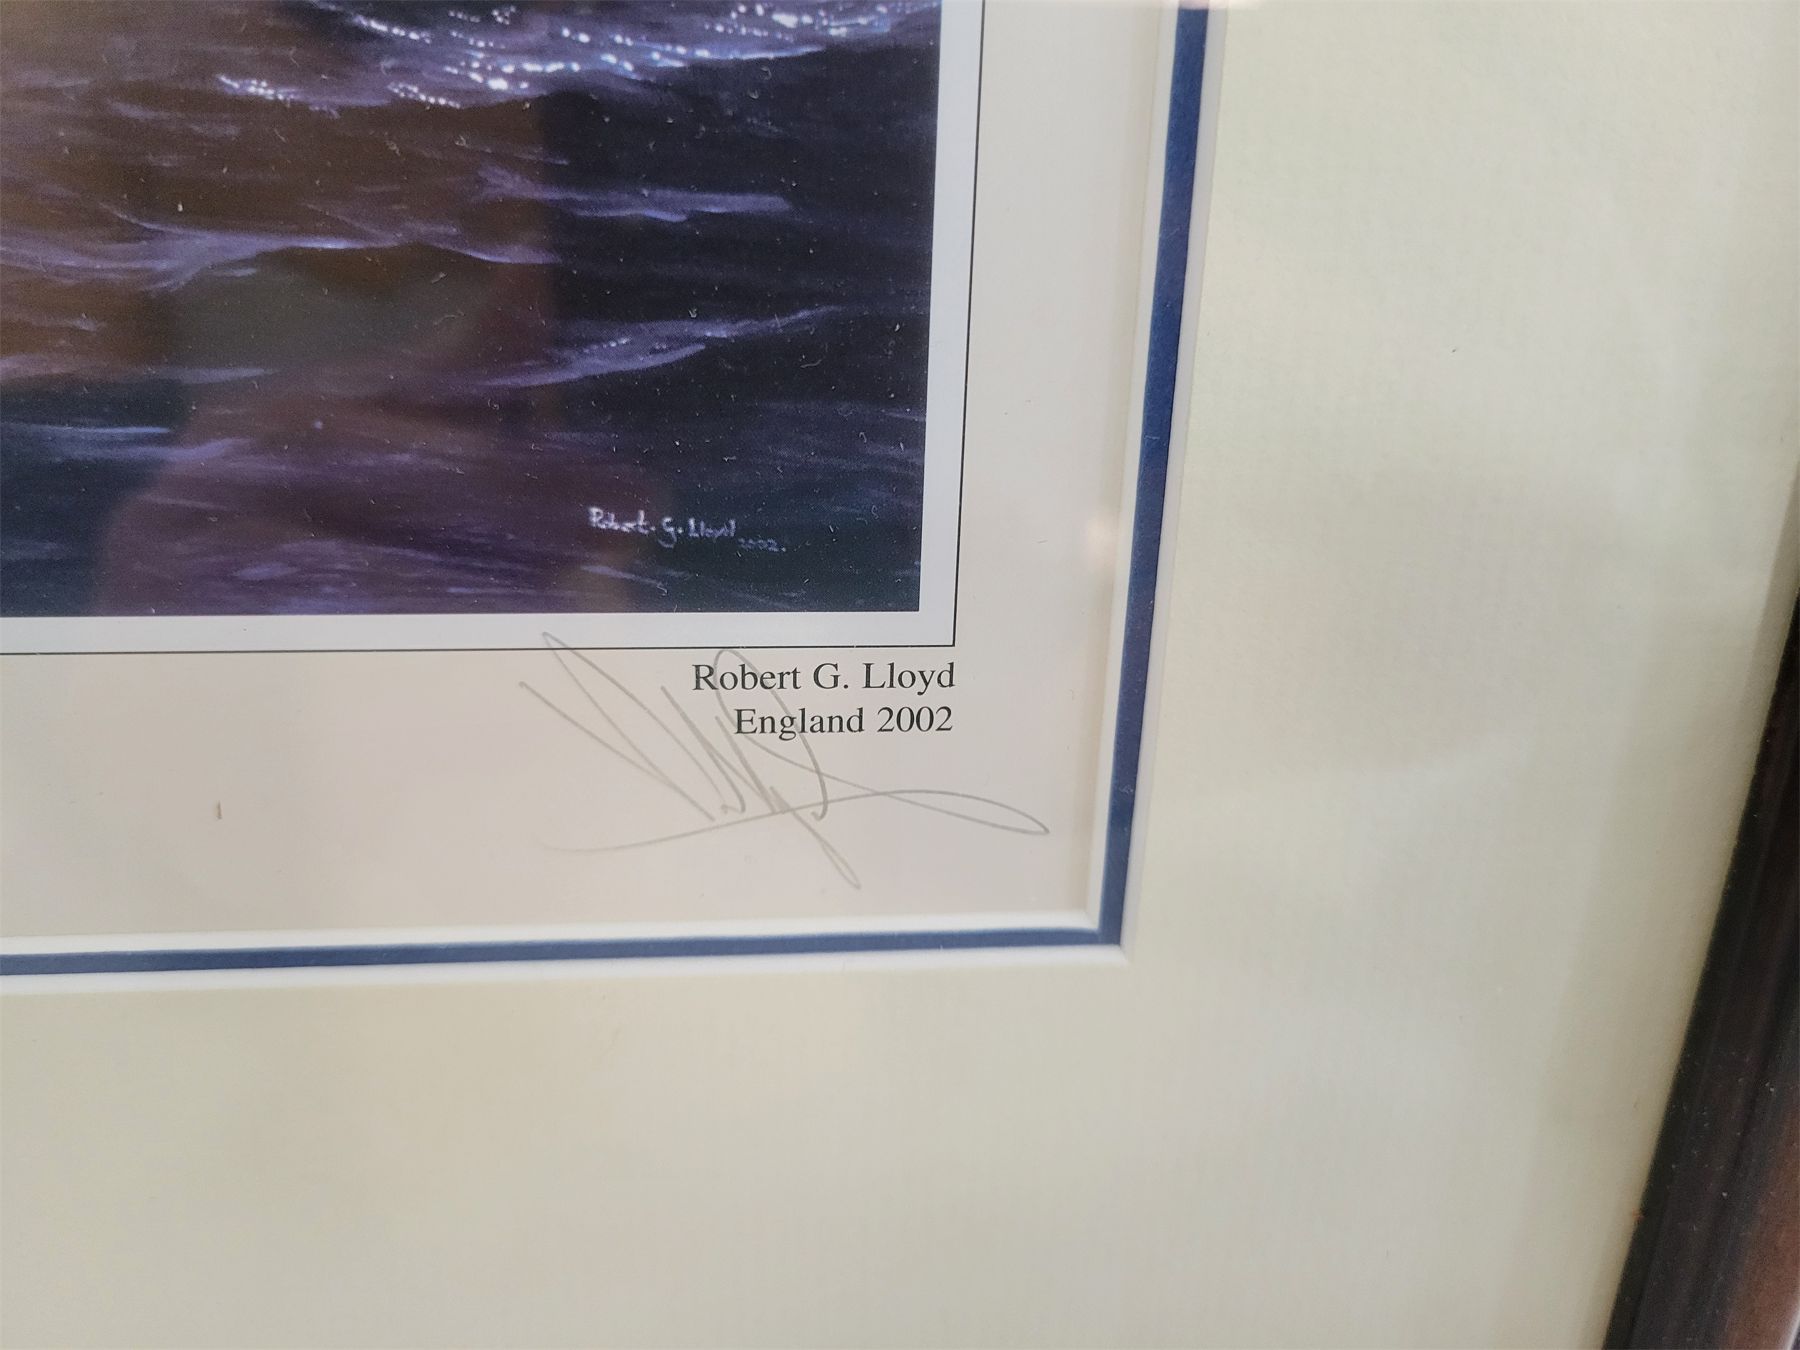 Robert. G. Lloyd 2002.
Robert G. Lloyd
England 2002